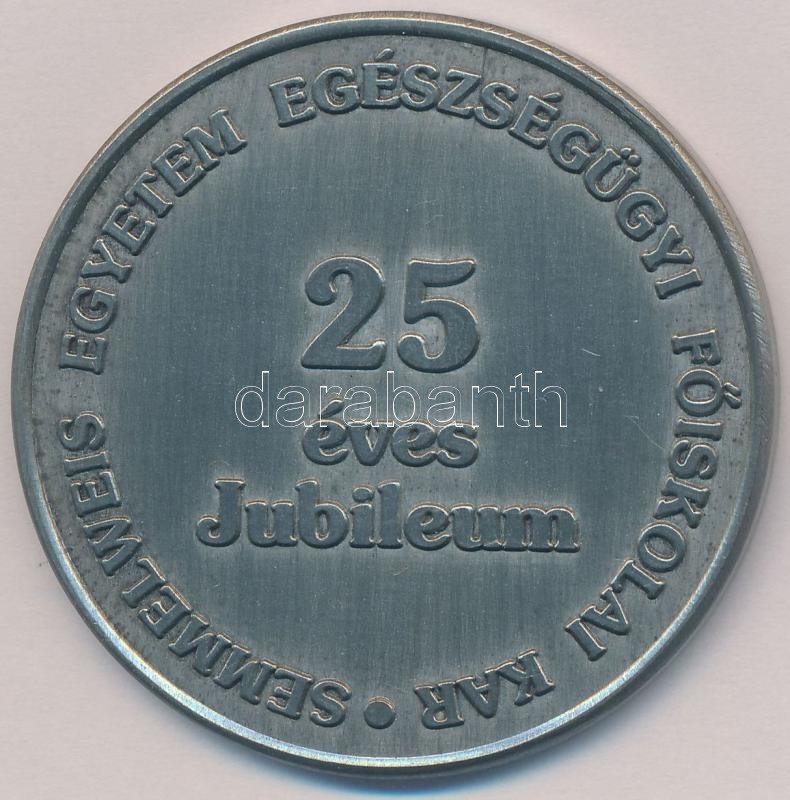 SEMMELWEIS EGYETEM EGÉSZSÉGÜGYI FŐISKOLAI KAR •
25
darabanth
éves
Jubileum